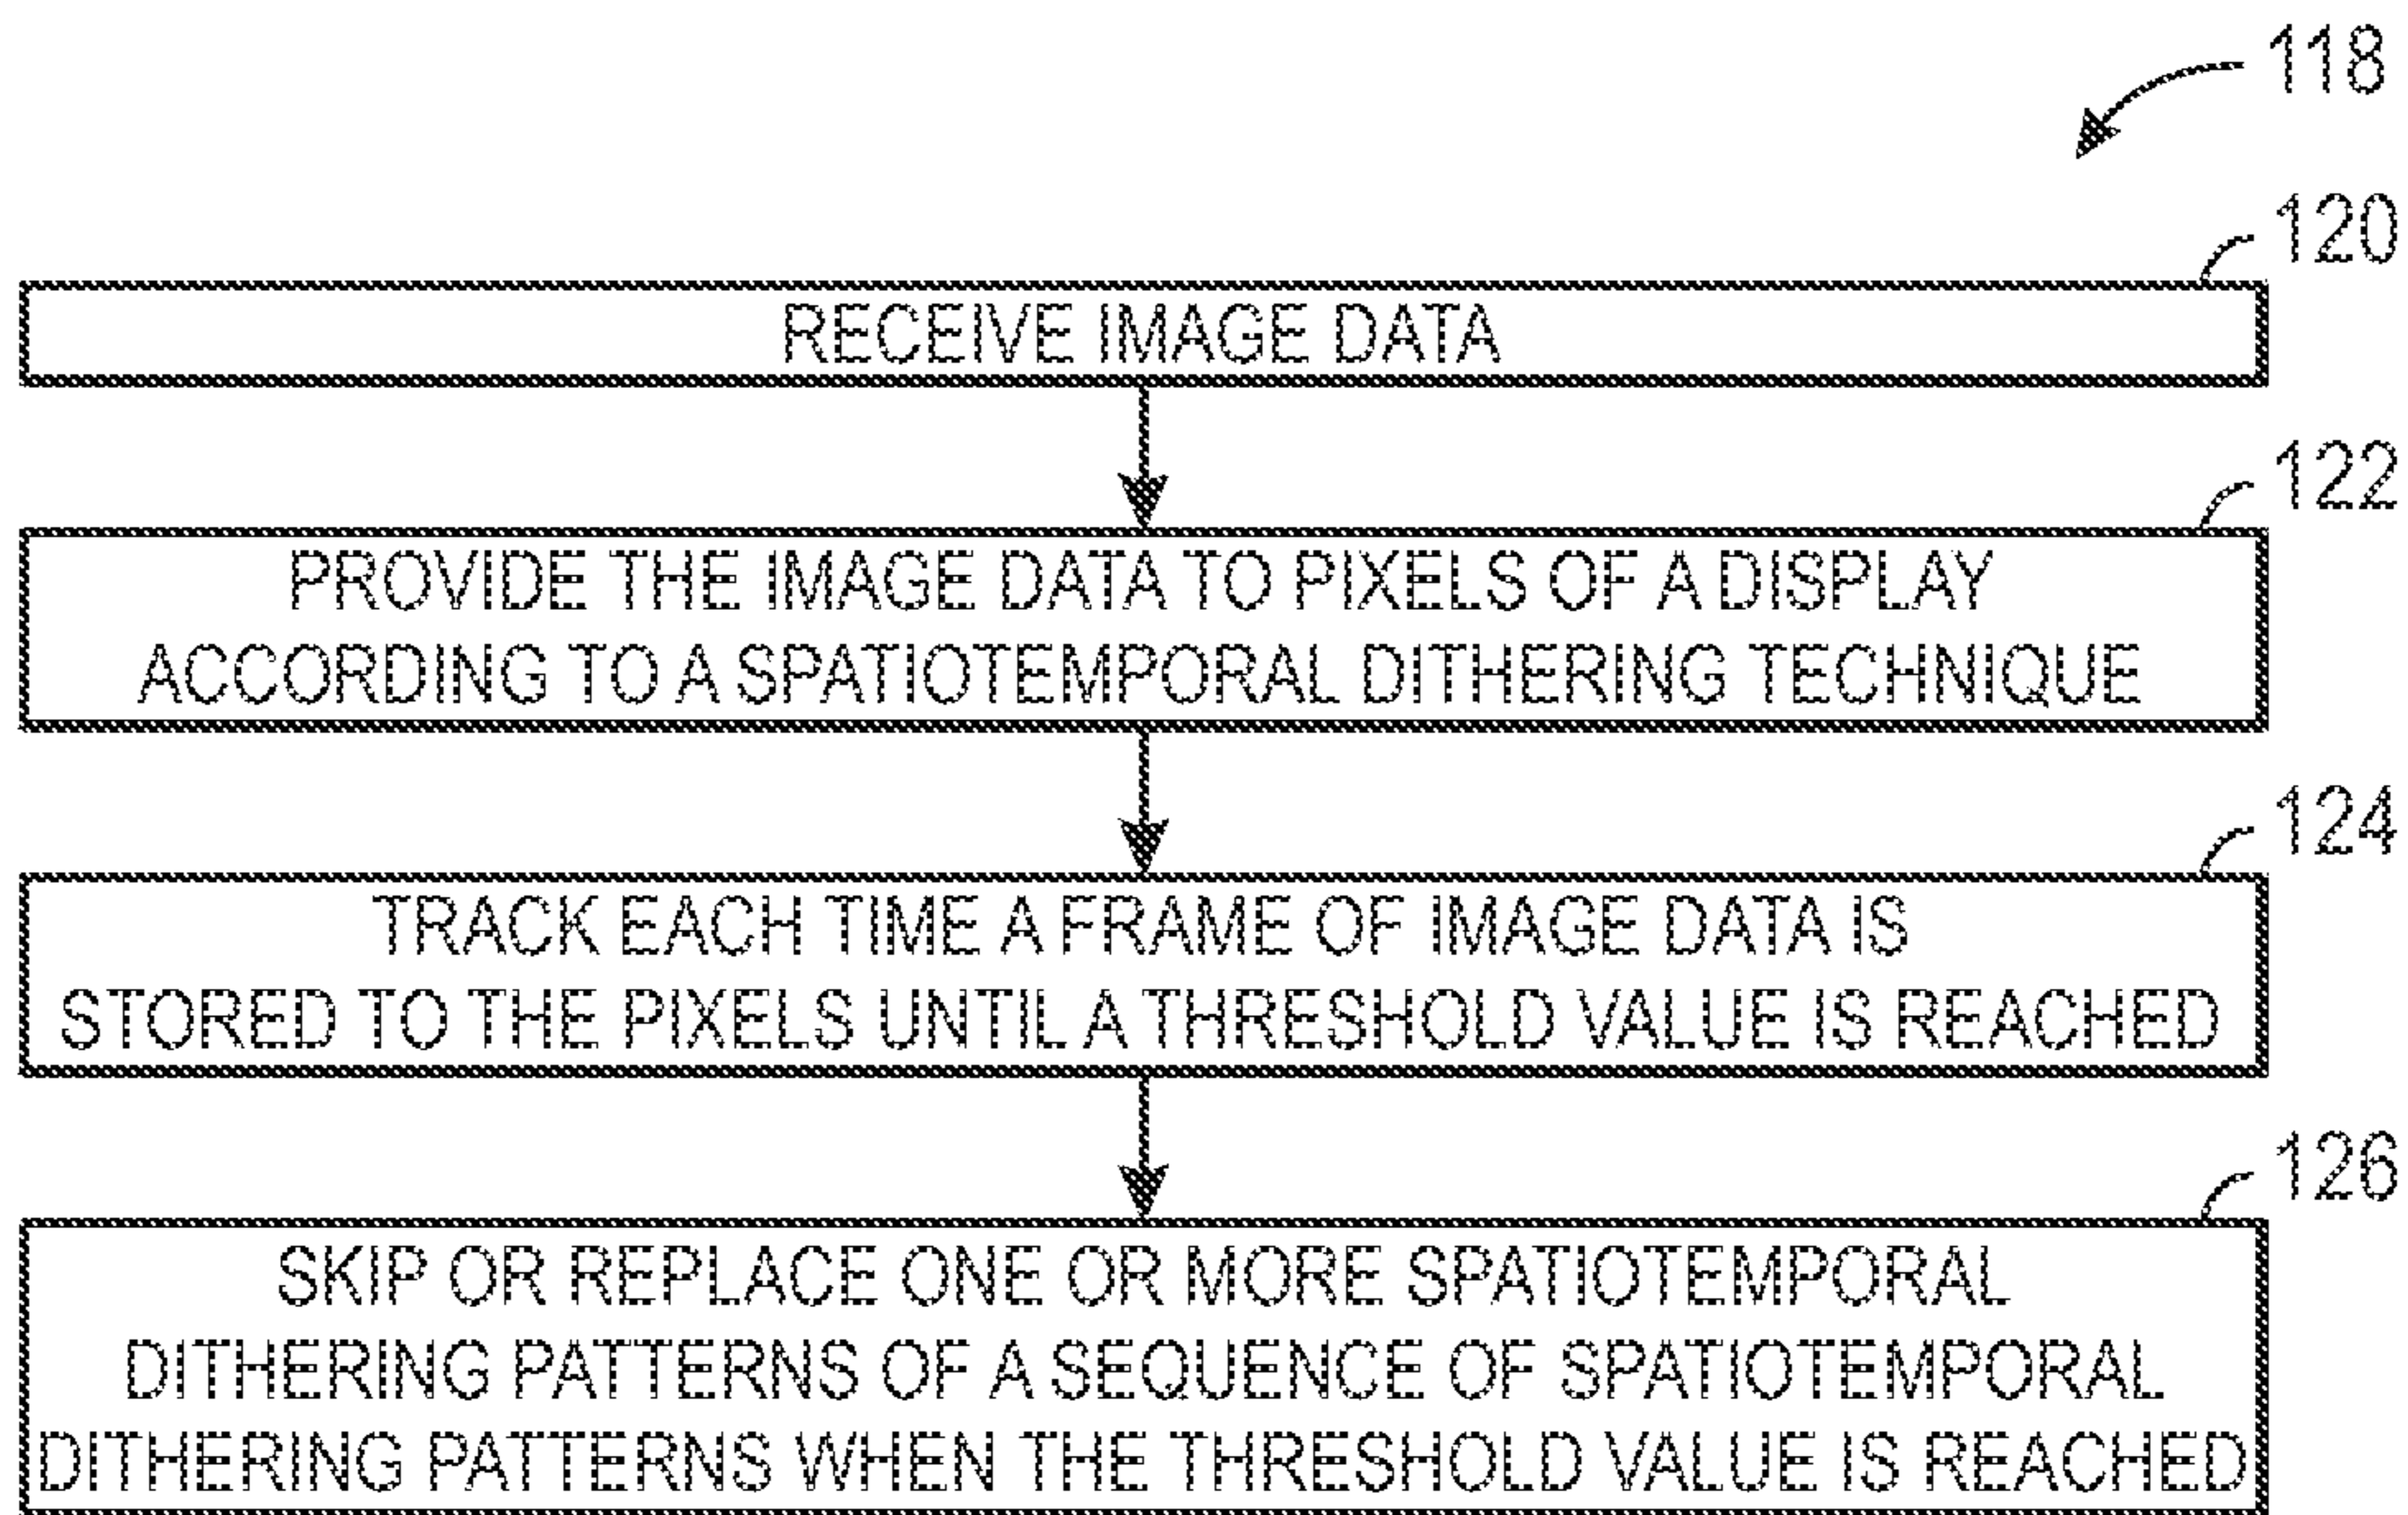 118
120
RECEIVE IMAGE DATA
122
PROVIDE THE IMAGE DATA TO PIXELS OF A DISPLAY
ACCORDING TO A SPATIOTEMPORAL DITHERING TECHNIQUE
124
TRACK EACH TIME A FRAME OF IMAGE DATA IS
STORED TO THE PIXELS UNTIL A THRESHOLD VALUE IS REACHED
126
SKIP OR REPLACE ONE OR MORE SPATIOTEMPORAL
DITHERING PATTERNS OF A SEQUENCE OF SPATIOTEMPORAL
DITHERING PATTERNS WHEN THE THRESHOLD VALUE IS REACHED